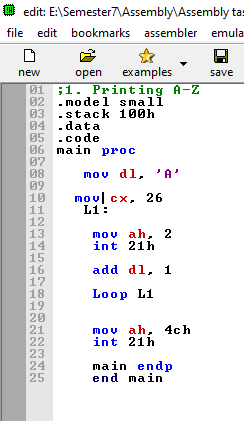 edit: E:\Semester7\Assembly\Assembly tas
file edit bookmarks assembler emula
new open examples save
01 ;1. Printing A-Z
02 .model small
03 .stack 100h
04 .data
05 .code
06 main proc
07
08 mov dl, 'A'
09
10 mov cx, 26
11 L1:
12
13 mov ah, 2
14 int 21h
15
16 add dl, 1
17
18 Loop L1
19
20
21 mov ah, 4ch
22 int 21h
23
24 main endp
25 end main